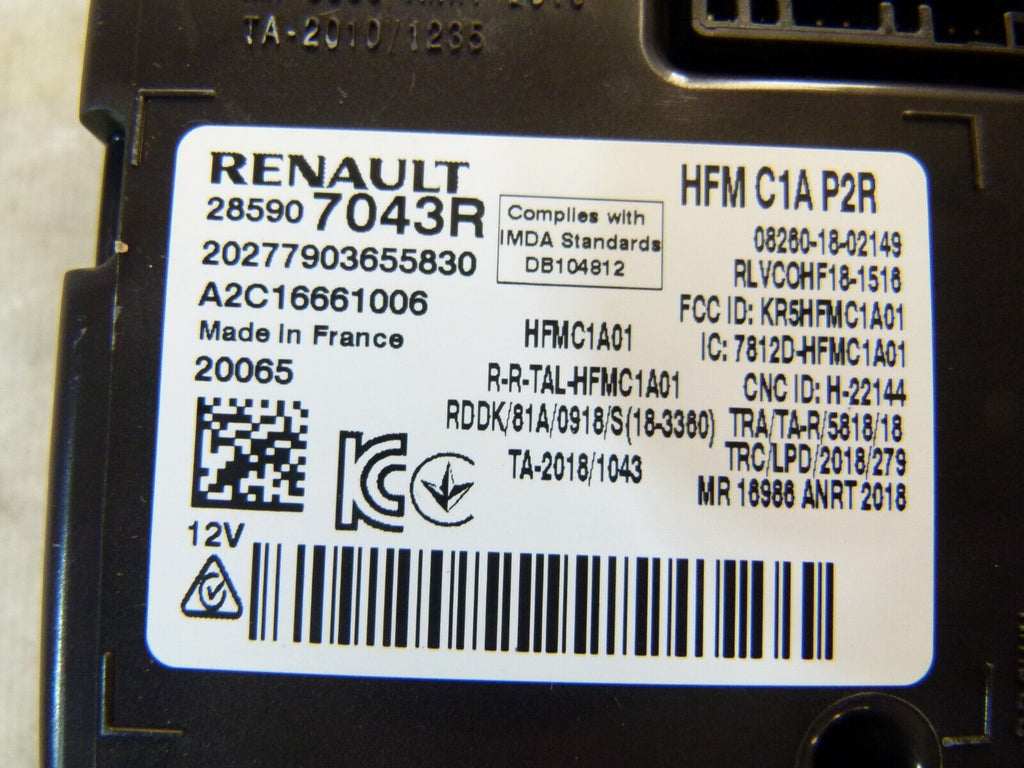 TA-2010/1235
RENAULT
28590 7043R
20277903655830
A2C16661006
Made In France
20065
12V
Complies with
IMDA Standards
DB104812
HFMC1A01
R-R-TAL-HFMC1A01
RDDK/81A/0918/S(18-3360)
TA-2018/1043
HFM C1A P2R
08260-18-02149
RLVCOHF18-1518
FCC ID: KR5HFMC1A01
IC: 7812D-HFMC1A01
CNC ID: H-22144
TRA/TA-R/5818/18
TRC/LPD/2018/279
MR 16986 ANRT 2018